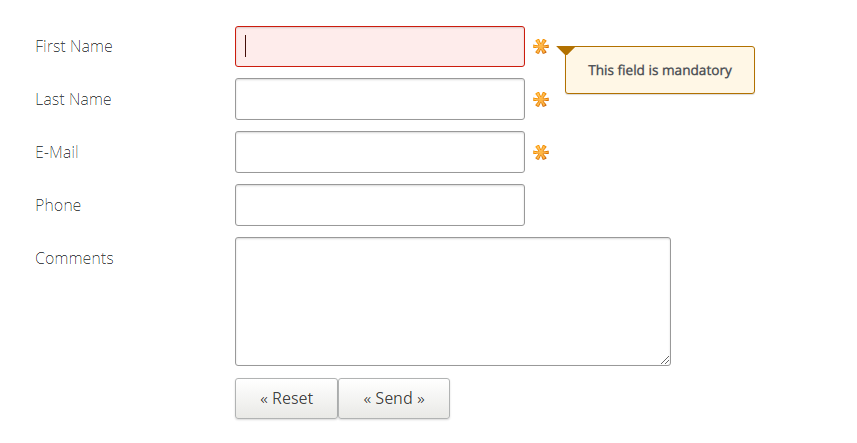 First Name
This field is mandatory
Last Name
E-Mail
Phone
Comments
« Reset « Send »